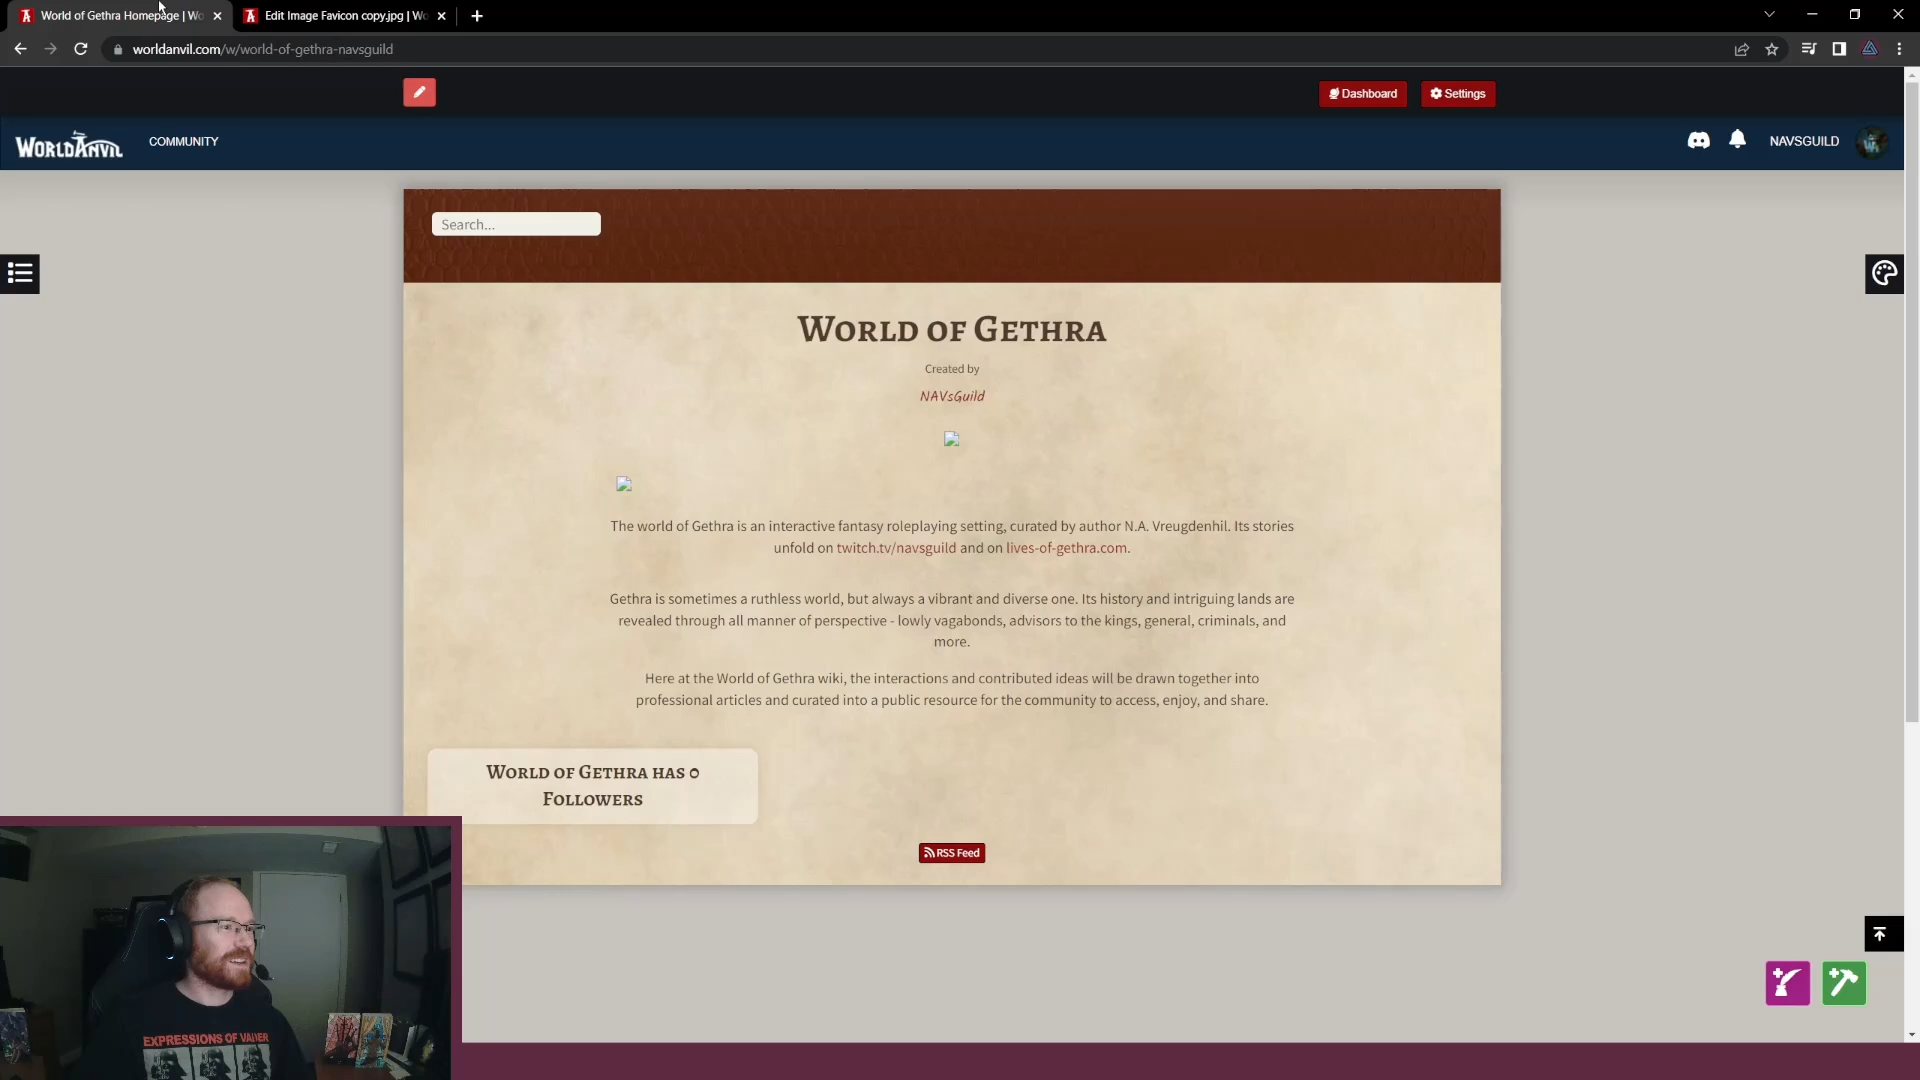 World of Gethra Homepage | Wo
Edit Image Favicon copy.jpg | Wo
worldanvil.com/w/world-of-gethra-navsguild
Dashboard
Settings
WORLDANVIL
COMMUNITY
NAVSGUILD
Search...
World of Gethra
Created by
NAVsGuild
The world of Gethra is an interactive fantasy roleplaying setting, curated by author N.A. Vreugdenhil. Its stories
unfold on twitch.tv/navsguild and on lives-of-gethra.com.
Gethra is sometimes a ruthless world, but always a vibrant and diverse one. Its history and intriguing lands are
revealed through all manner of perspective - lowly vagabonds, advisors to the kings, general, criminals, and
more.
Here at the World of Gethra wiki, the interactions and contributed ideas will be drawn together into
professional articles and curated into a public resource for the community to access, enjoy, and share.
World of Gethra has 0
Followers
RSS Feed
EXPRESSIONS OF VADER